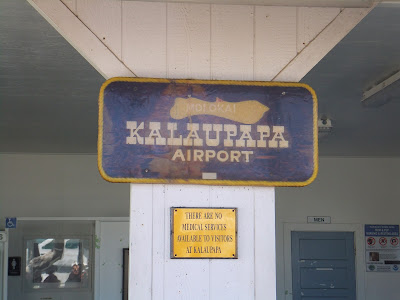 MOLOKAI
KALAUPAPA
AIRPORT
THERE ARE NO
MEDICAL SERVICES
AVAILABLE TO VISITORS
AT KALAUPAPA
MEN